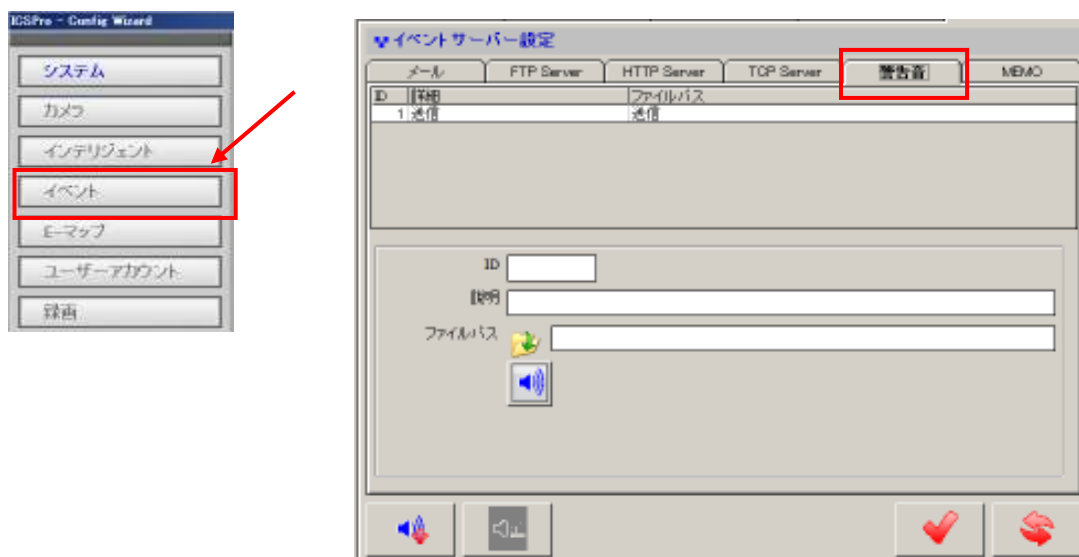 ICSPro - Config Wizard
システム
カメラ
インテリジェント
イベント
E-マップ
ユーザーアカウント
録画
イベントサーバー設定
メール FTP Server HTTP Server TCP Server 警告音 MEMO
ID 詳細 ファイルパス
1 送信 送信
ID
説明
ファイルパス